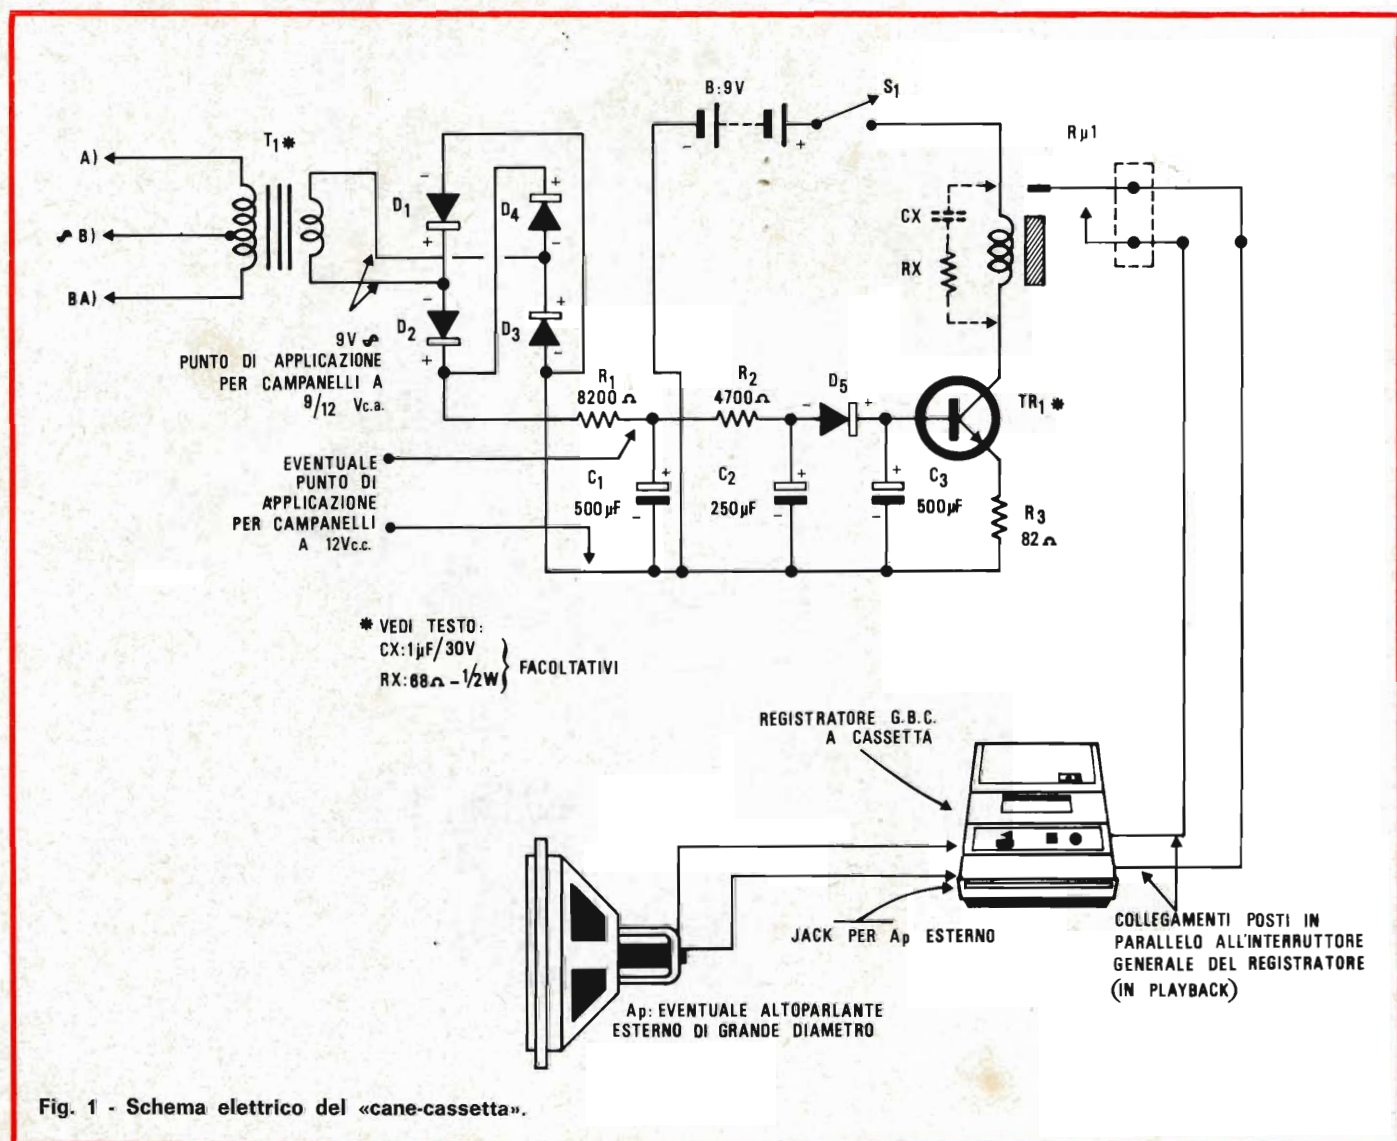 B:9V
S1
T1*
Rµ1
A)
B)
BA)
D1
D4
CX
RX
D2
D3
9V
PUNTO DI APPLICAZIONE
PER CAMPANELLI A
9/12 Vc.a.
R1
8200 Ω
R2
4700Ω
D5
TR1*
EVENTUALE
PUNTO DI
APPLICAZIONE
PER CAMPANELLI
A 12Vc.c.
C1
500µF
C2
250µF
C3
500µF
R3
82Ω
* VEDI TESTO:
CX:1µF/30V
RX:68Ω – 1/2W
FACOLTATIVI
REGISTRATORE G.B.C.
A CASSETTA
JACK PER Ap ESTERNO
COLLEGAMENTI POSTI IN
PARALLELO ALL'INTERRUTTORE
GENERALE DEL REGISTRATORE
(IN PLAYBACK)
Ap: EVENTUALE ALTOPARLANTE
ESTERNO DI GRANDE DIAMETRO
Fig. 1 - Schema elettrico del «cane-cassetta».